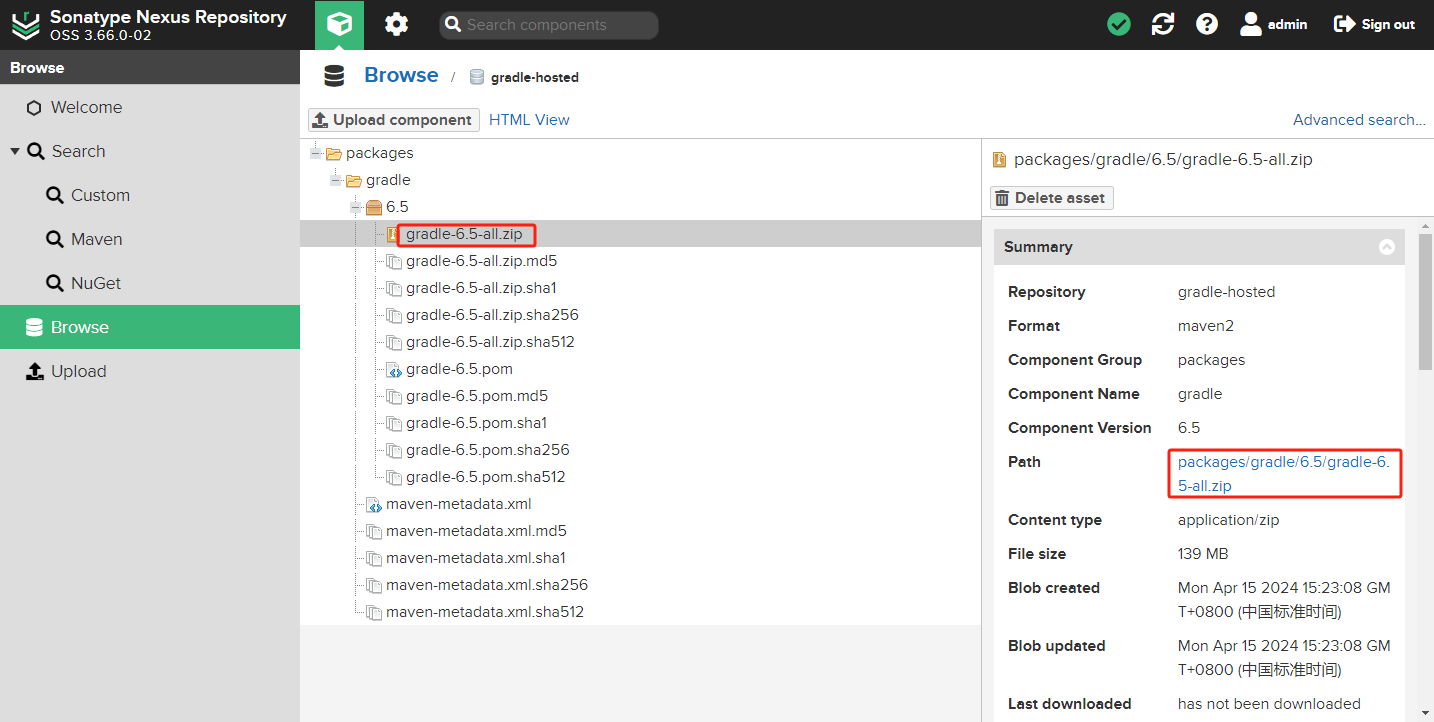 Sonatype Nexus Repository
OSS 3.66.0-02
Search components
admin
Sign out
Browse
Welcome
Search
Custom
Maven
NuGet
Browse
Upload
Browse / gradle-hosted
Upload component
HTML View
Advanced search...
packages
gradle
6.5
gradle-6.5-all.zip
gradle-6.5-all.zip.md5
gradle-6.5-all.zip.sha1
gradle-6.5-all.zip.sha256
gradle-6.5-all.zip.sha512
gradle-6.5.pom
gradle-6.5.pom.md5
gradle-6.5.pom.sha1
gradle-6.5.pom.sha256
gradle-6.5.pom.sha512
maven-metadata.xml
maven-metadata.xml.md5
maven-metadata.xml.sha1
maven-metadata.xml.sha256
maven-metadata.xml.sha512
packages/gradle/6.5/gradle-6.5-all.zip
Delete asset
Summary
Repository gradle-hosted
Format maven2
Component Group packages
Component Name gradle
Component Version 6.5
Path packages/gradle/6.5/gradle-6.
5-all.zip
Content type application/zip
File size 139 MB
Blob created Mon Apr 15 2024 15:23:08 GM
T+0800 (中国标准时间)
Blob updated Mon Apr 15 2024 15:23:08 GM
T+0800 (中国标准时间)
Last downloaded has not been downloaded